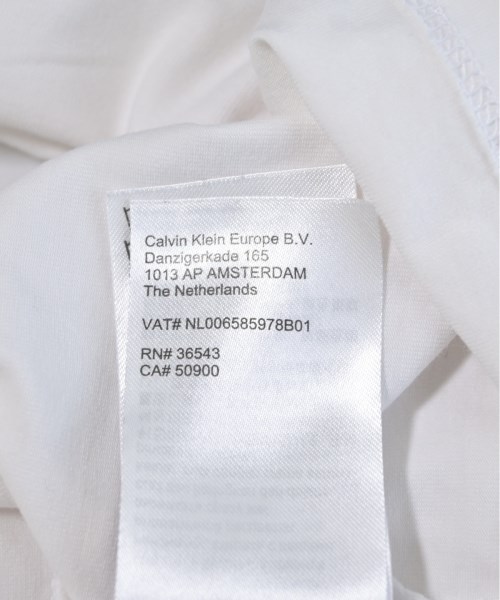 Calvin Klein Europe B.V.
Danzigerkade 165
1013 AP AMSTERDAM
The Netherlands
VAT# NL006585978B01
RN# 36543
CA# 50900